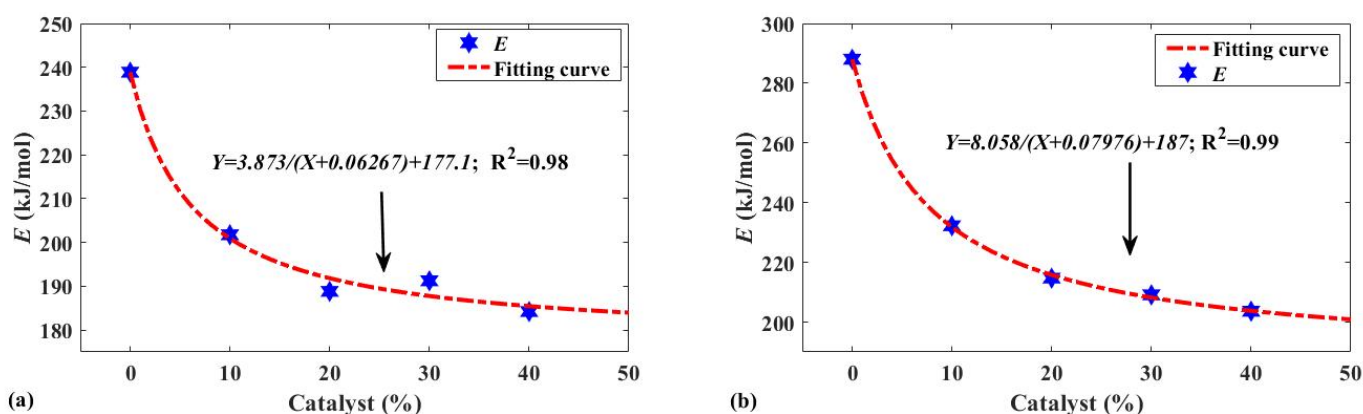 250
240
230
220
210
200
190
180
E (kJ/mol)
E
Fitting curve
Y=3.873/(X+0.06267)+177.1; R²=0.98
0 10 20 30 40 50
Catalyst (%)
(a)
300
280
260
240
220
200
E (kJ/mol)
Fitting curve
E
Y=8.058/(X+0.07976)+187; R²=0.99
0 10 20 30 40 50
Catalyst (%)
(b)